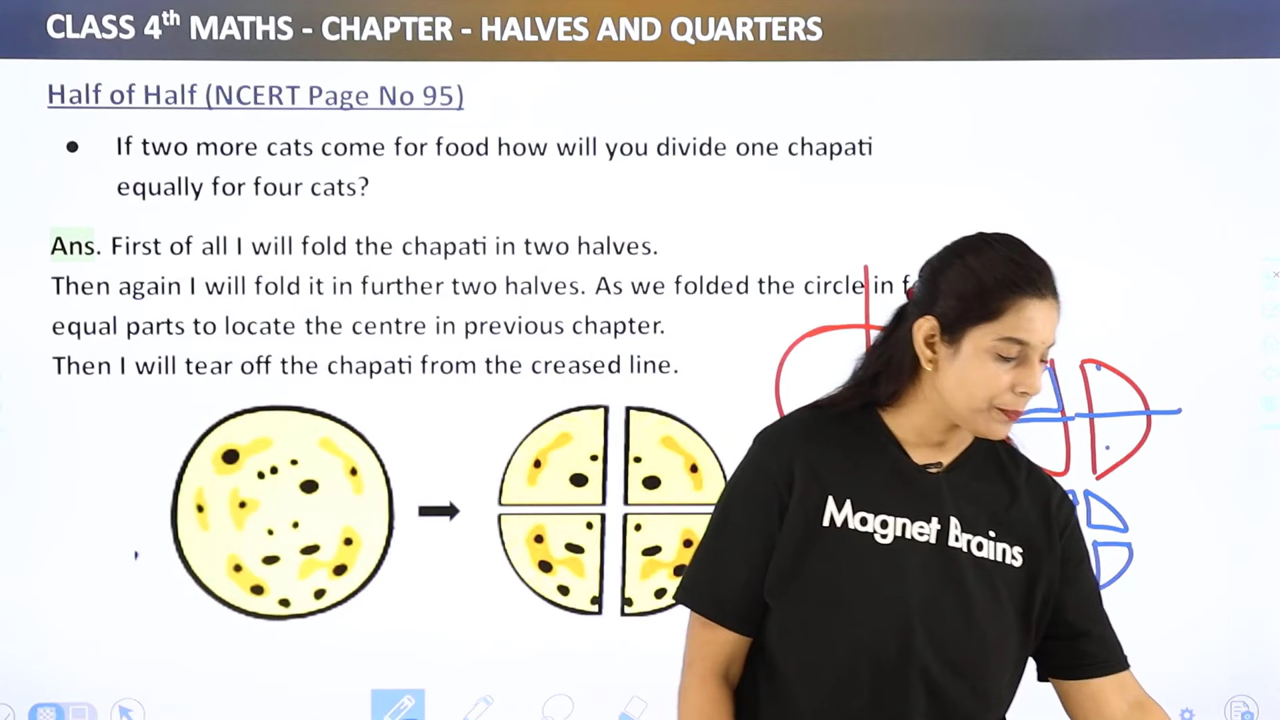 CLASS 4th MATHS - CHAPTER - HALVES AND QUARTERS
Half of Half (NCERT Page No 95)
● If two more cats come for food how will you divide one chapati
equally for four cats?
Ans. First of all I will fold the chapati in two halves.
Then again I will fold it in further two halves. As we folded the circle in
equal parts to locate the centre in previous chapter.
Then I will tear off the chapati from the creased line.
Magnet Brains